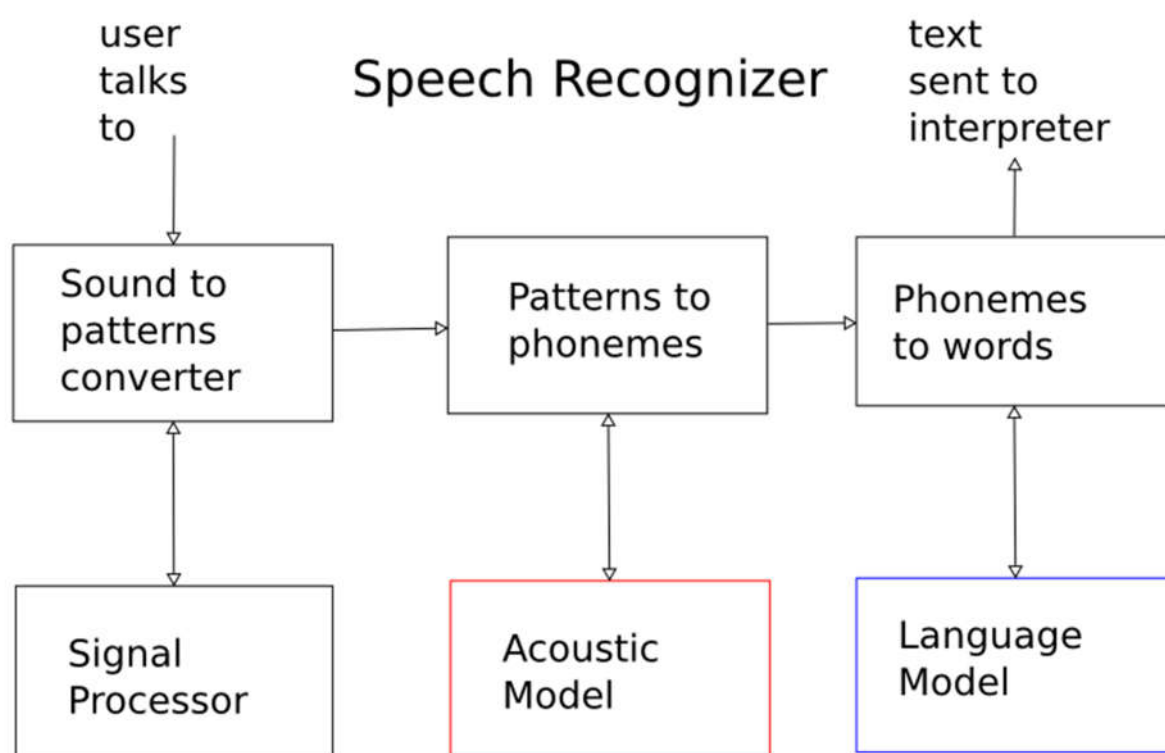 user
talks
to
Speech Recognizer
text
sent to
interpreter
Sound to
patterns
converter
Patterns to
phonemes
Phonemes
to words
Signal
Processor
Acoustic
Model
Language
Model